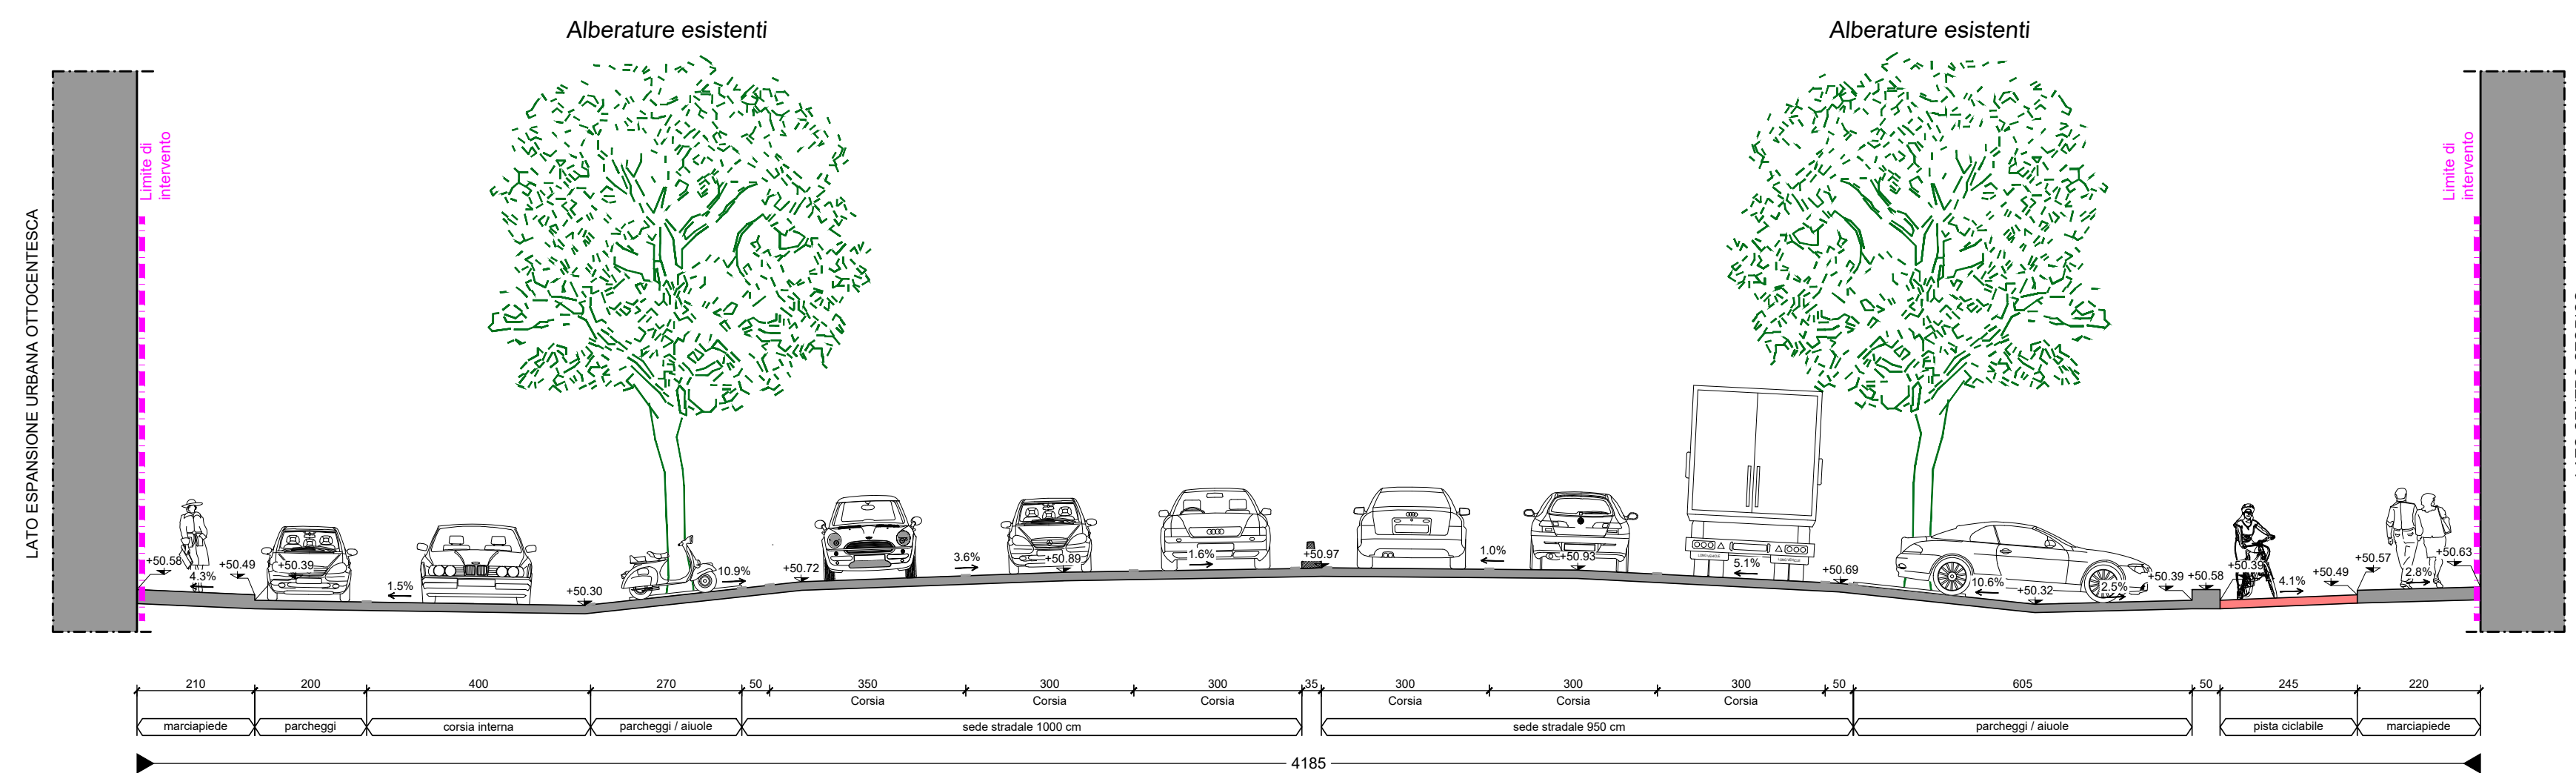 Alberature esistenti
Alberature esistenti
Limite di
intervento
Limite di
intervento
LATO ESPANSIONE URBANA OTTOCENTESCA
+50.58
4.3%
+50.49
+50.39
1.5%
+50.30
10.9%
+50.72
3.6%
+50.89
1.6%
+50.97
1.0%
+50.93
5.1%
+50.69
10.6%
+50.32
2.5%
+50.39
+50.58
+50.39
4.1%
+50.49
+50.57
2.8%
+50.63
210 200 400 270 50 350 300 300 35 300 300 300 50 605 50 245 220
Corsia Corsia Corsia Corsia Corsia Corsia
marciapiede parcheggi corsia interna parcheggi / aiuole sede stradale 1000 cm sede stradale 950 cm parcheggi / aiuole pista ciclabile marciapiede
4185